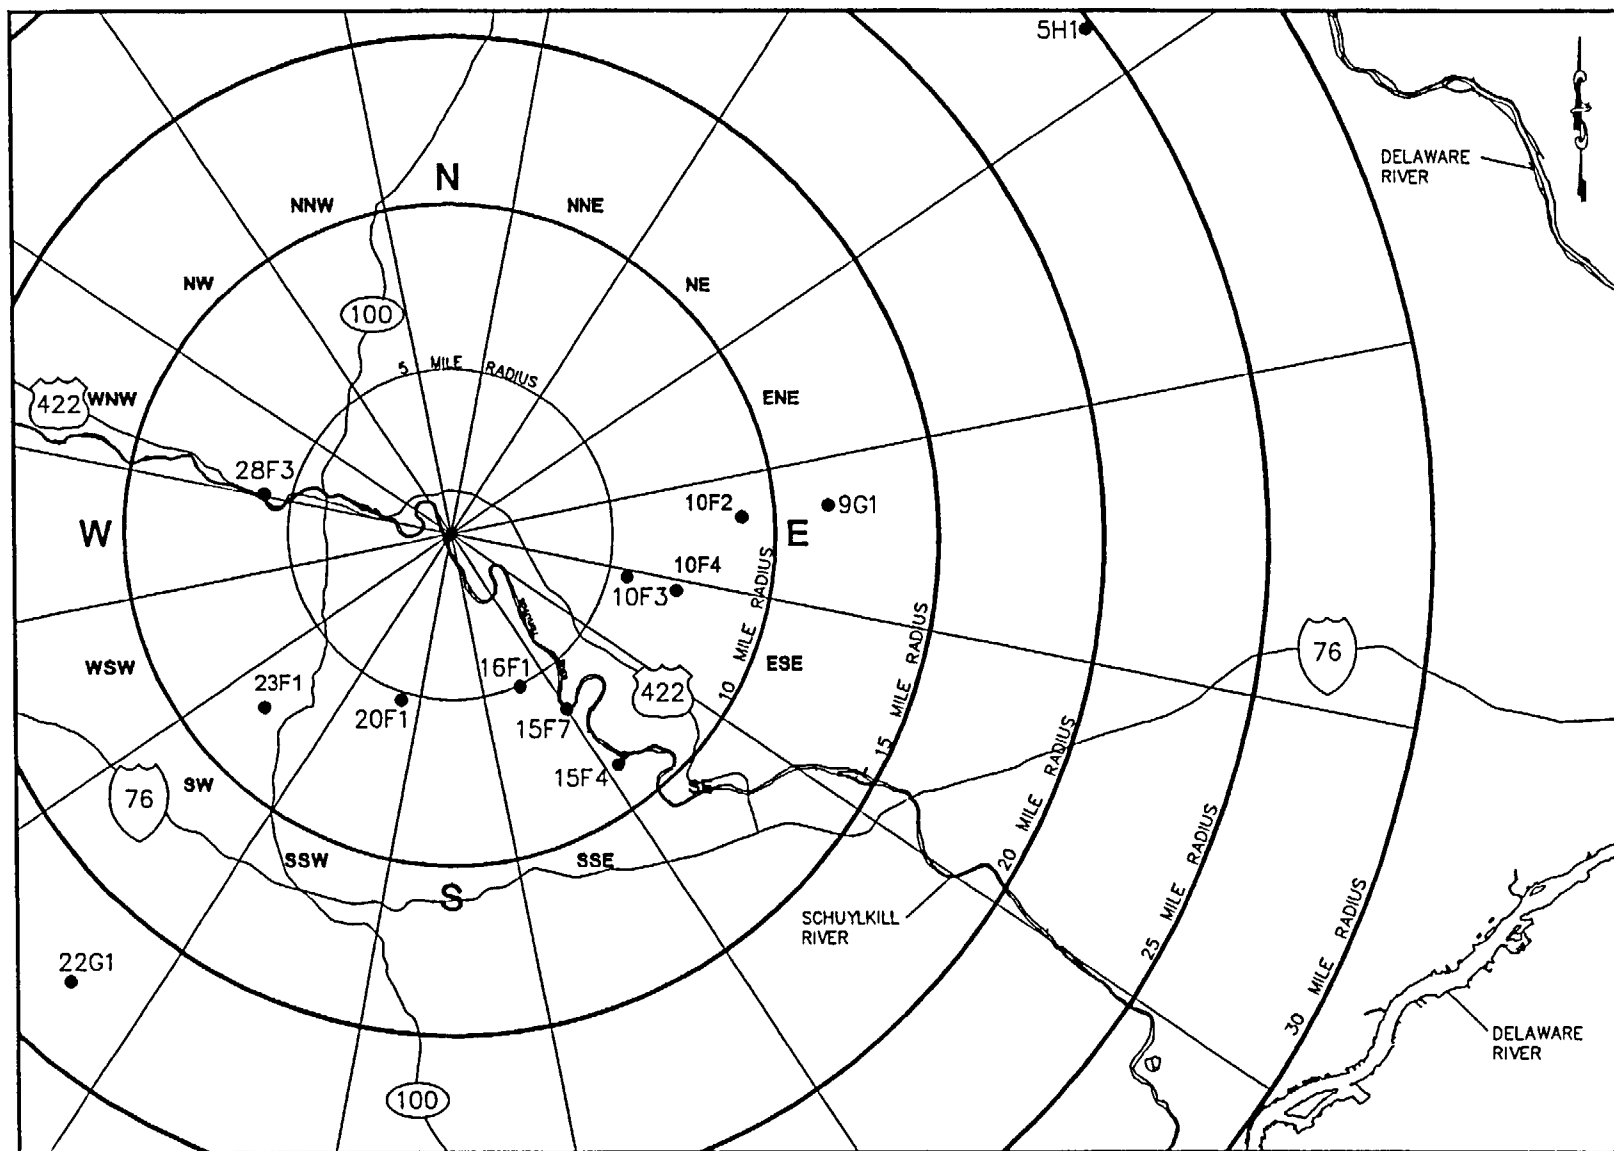 5H1
DELAWARE
RIVER
N
NNW
NNE
NW
NE
100
5 MILE RADIUS
422
WNW
ENE
28F3
10F2
9G1
W
E
10F4
10F3
10 MILE RADIUS
15 MILE RADIUS
20 MILE RADIUS
25 MILE RADIUS
30 MILE RADIUS
WSW
ESE
76
23F1
16F1
422
20F1
15F7
15F4
SW
SE
76
SSW
SSE
S
SCHUYLKILL
RIVER
22G1
DELAWARE
RIVER
100